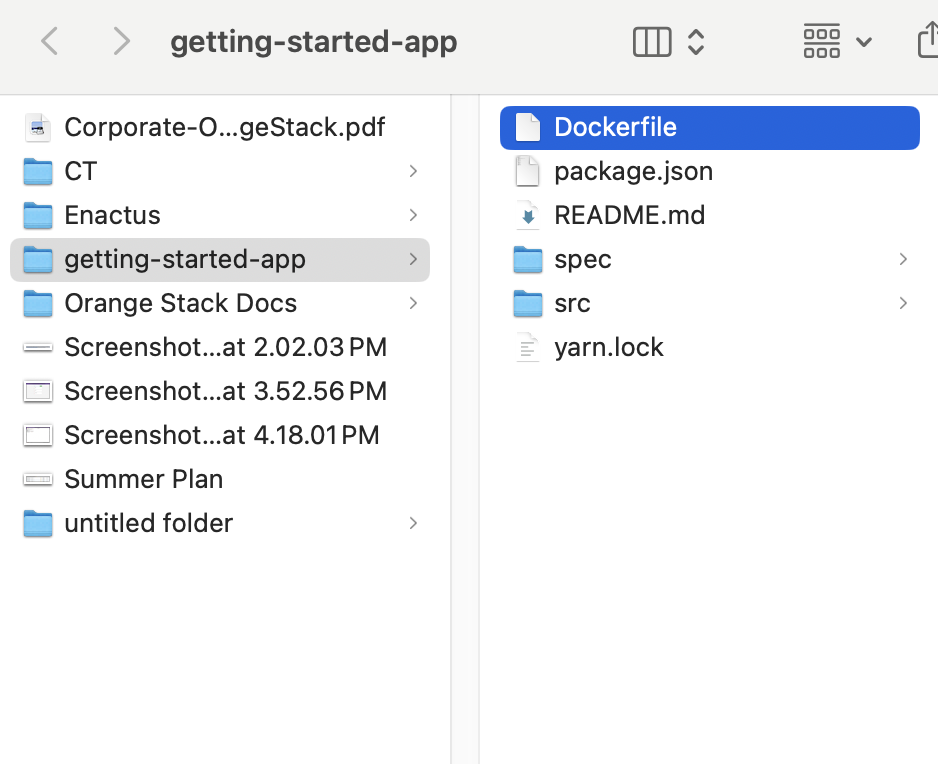 getting-started-app
Corporate-O...geStack.pdf
CT
Enactus
getting-started-app
Orange Stack Docs
Screenshot...at 2.02.03 PM
Screenshot...at 3.52.56 PM
Screenshot...at 4.18.01 PM
Summer Plan
untitled folder
Dockerfile
package.json
README.md
spec
src
yarn.lock